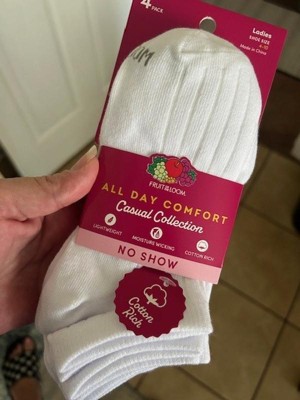 4
PACK
Ladies
SHOE SIZE
4-10
Made in China
UM
FRUIT OF THE LOOM
ALL DAY COMFORT
Casual Collection
LIGHTWEIGHT
MOISTURE WICKING
COTTON RICH
NO SHOW
Cotton
Rich